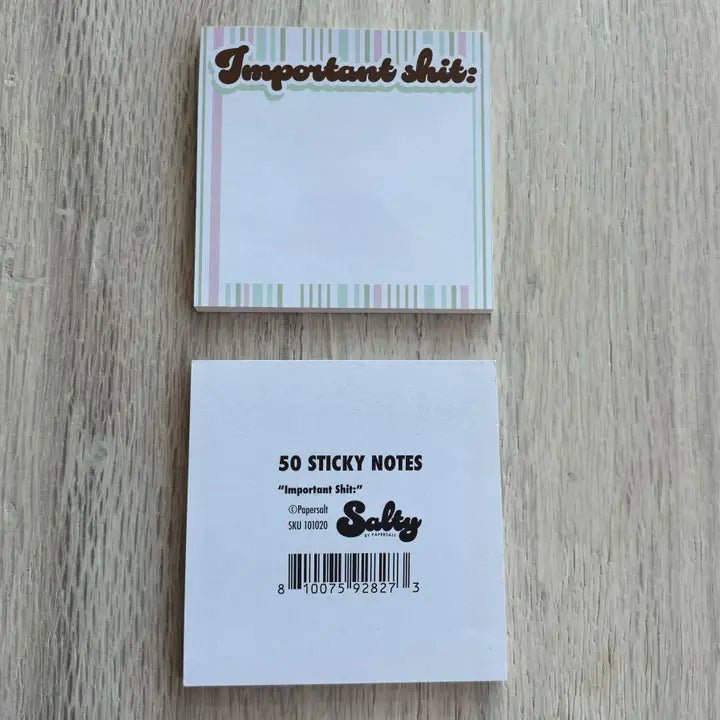 Important shit:
50 STICKY NOTES
“Important Shit:”
©Papersalt
SKU 101020
Salty
BY PAPERSALT
8 10075 92827 3